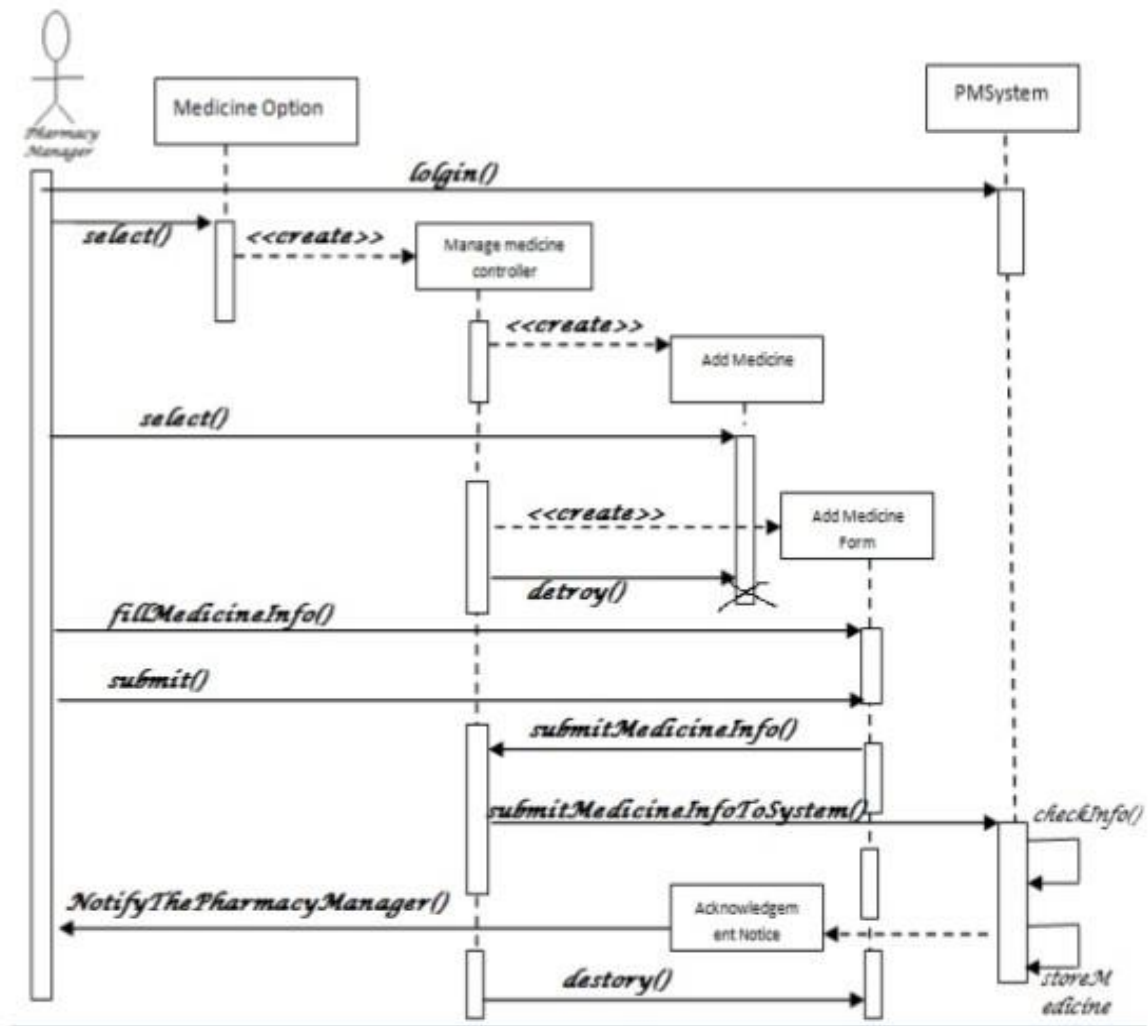 Pharmacy
Manager
Medicine Option
PMSystem
lolgin()
select()
<<create>>
Manage medicine
controller
<<create>>
Add Medicine
select()
<<create>>
Add Medicine
Form
detroy()
fillMedicineInfo()
submit()
submitMedicineInfo()
submitMedicineInfoToSystem()
checkInfo()
NotifyThePharmacyManager()
Acknowledgem
ent Notice
storeM
edicine
destory()